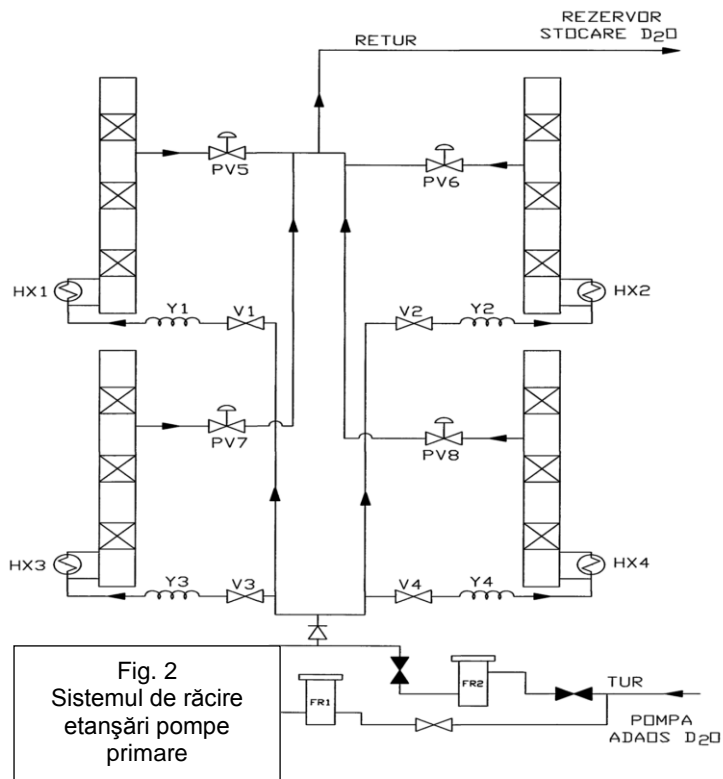 REZERVOR
STOCARE D2O
RETUR
PV5
PV6
HX1
Y1
V1
V2
Y2
HX2
PV7
PV8
HX3
Y3
V3
V4
Y4
HX4
Fig. 2
Sistemul de răcire
etanşări pompe
primare
FR1
FR2
TUR
POMPA
ADAOS D2O